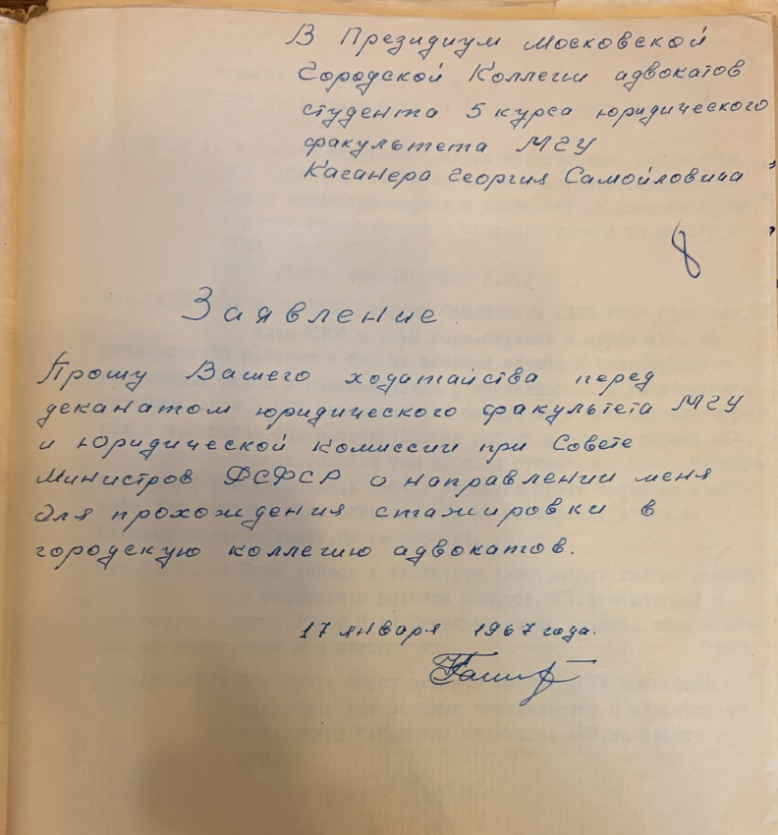 В Президиум Московской
Городской Коллегии адвокатов
студента 5 курса юридического
факультета МГУ
Каганера Георгия Самойловича
8
Заявление.
Прошу Вашего ходатайства перед
деканатом юридического факультета МГУ
и юридической комиссии при Совете
Министров РСФСР о направлении меня
для прохождения стажировки в
городскую коллегию адвокатов.
17 января 1967 года.